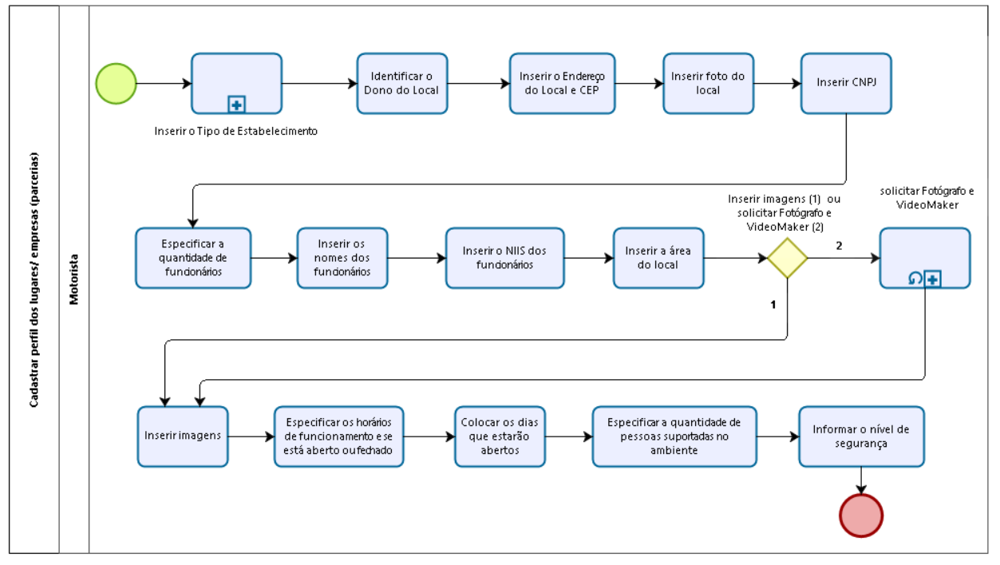 Cadastrar perfil dos lugares/ empresas (parcerias)
Motorista
Inserir o Tipo de Estabelecimento
Identificar o
Dono do Local
Inserir o Endereço
do Local e CEP
Inserir foto do
local
Inserir CNPJ
Especificar a
quantidade de
funcionários
Inserir os
nomes dos
funcionários
Inserir o NIIS dos
funcionários
Inserir a área
do local
Inserir imagens (1) ou
solicitar Fotógrafo e
VideoMaker (2)
2
1
solicitar Fotógrafo e
VideoMaker
Inserir imagens
Especificar os horários
de funcionamento e se
está aberto ou fechado
Colocar os dias
que estarão
abertos
Especificar a quantidade de
pessoas suportadas no
ambiente
Informar o nível de
segurança